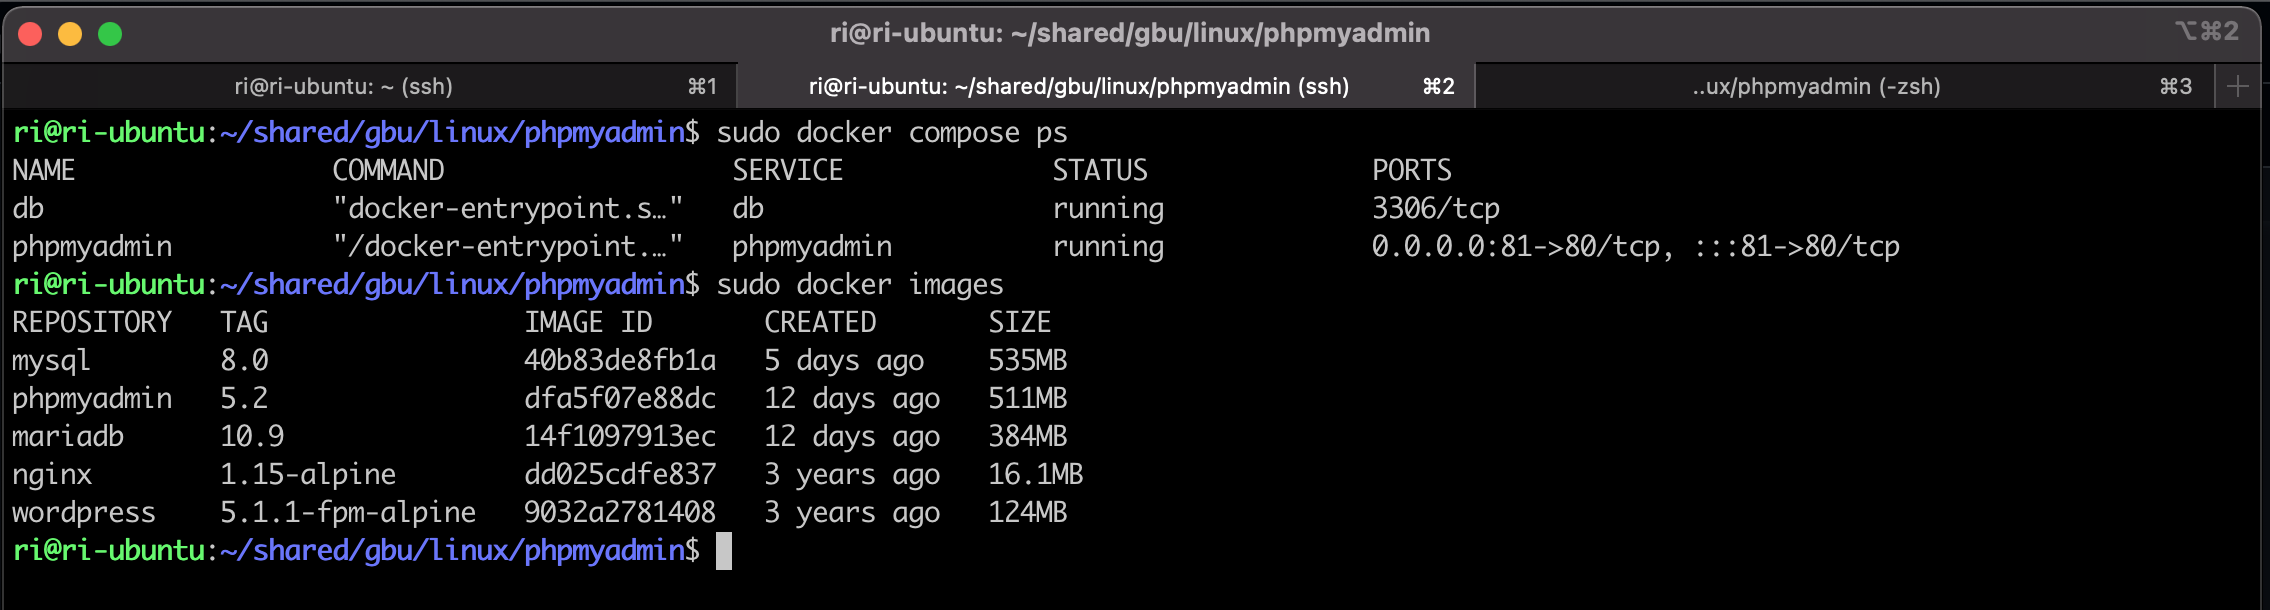 ri@ri-ubuntu: ~/shared/gbu/linux/phpmyadmin ⌥⌘2
ri@ri-ubuntu: ~ (ssh) ⌘1 ri@ri-ubuntu: ~/shared/gbu/linux/phpmyadmin (ssh) ⌘2 ..ux/phpmyadmin (-zsh) ⌘3 +
ri@ri-ubuntu:~/shared/gbu/linux/phpmyadmin$ sudo docker compose ps
NAME COMMAND SERVICE STATUS PORTS
db "docker-entrypoint.s…" db running 3306/tcp
phpmyadmin "/docker-entrypoint.…" phpmyadmin running 0.0.0.0:81->80/tcp, :::81->80/tcp
ri@ri-ubuntu:~/shared/gbu/linux/phpmyadmin$ sudo docker images
REPOSITORY TAG IMAGE ID CREATED SIZE
mysql 8.0 40b83de8fb1a 5 days ago 535MB
phpmyadmin 5.2 dfa5f07e88dc 12 days ago 511MB
mariadb 10.9 14f1097913ec 12 days ago 384MB
nginx 1.15-alpine dd025cdfe837 3 years ago 16.1MB
wordpress 5.1.1-fpm-alpine 9032a2781408 3 years ago 124MB
ri@ri-ubuntu:~/shared/gbu/linux/phpmyadmin$